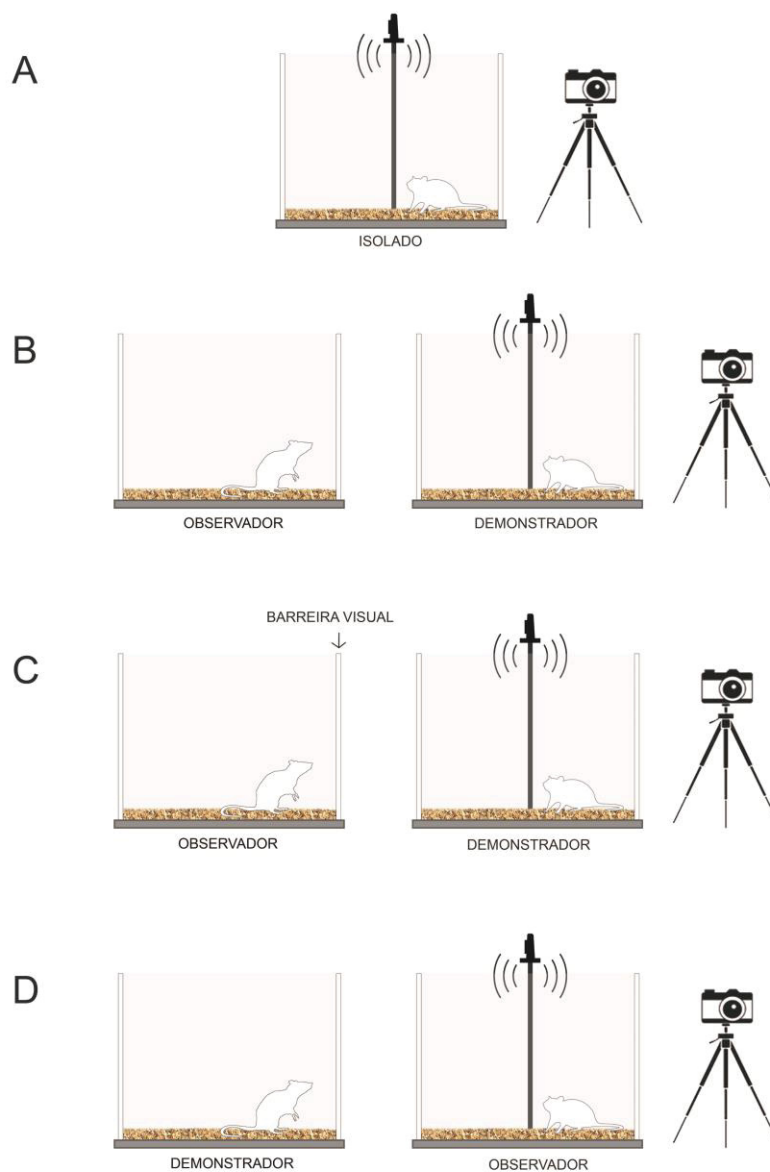 A
ISOLADO
B
OBSERVADOR
DEMONSTRADOR
C
BARREIRA VISUAL
OBSERVADOR
DEMONSTRADOR
D
DEMONSTRADOR
OBSERVADOR